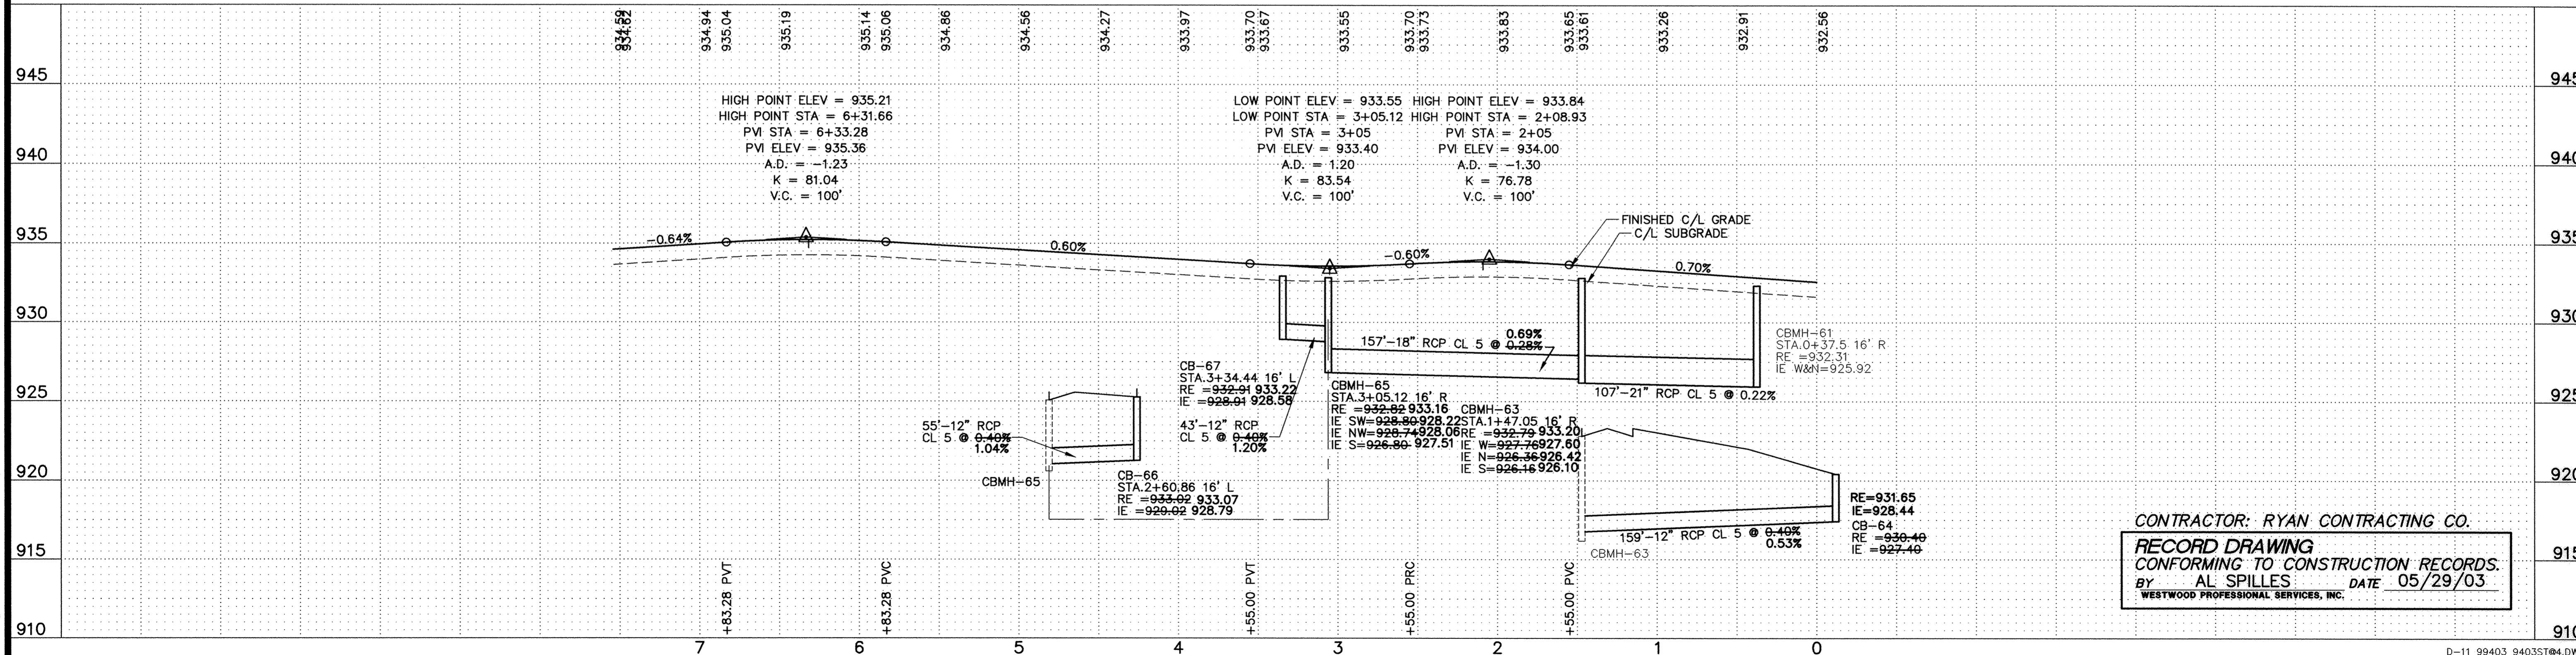 934.59
934.62
934.94
935.04
935.19
935.14
935.06
934.86
934.56
934.27
933.97
933.70
933.67
933.55
933.70
933.73
933.83
933.65
933.61
933.26
932.91
932.56
945
945
940
940
935
935
930
930
925
925
920
920
915
915
910
910
HIGH POINT ELEV = 935.21
HIGH POINT STA = 6+31.66
PVI STA = 6+33.28
PVI ELEV = 935.36
A.D. = -1.23
K = 81.04
V.C. = 100'
LOW POINT ELEV = 933.55
LOW POINT STA = 3+05.12
PVI STA = 3+05
PVI ELEV = 933.40
A.D. = 1.20
K = 83.54
V.C. = 100'
HIGH POINT ELEV = 933.84
HIGH POINT STA = 2+08.93
PVI STA = 2+05
PVI ELEV = 934.00
A.D. = -1.30
K = 76.78
V.C. = 100'
FINISHED C/L GRADE
C/L SUBGRADE
-0.64%
0.60%
-0.60%
0.70%
0.69%
157'-18" RCP CL 5 @ 0.28%
107'-21" RCP CL 5 @ 0.22%
CBMH-61
STA.0+37.5 16' R
RE =932.31
IE W&N=925.92
CB-67
STA.3+34.44 16' L
RE =932.91 933.22
IE =928.91 928.58
43'-12" RCP
CL 5 @ 0.40%
1.20%
CBMH-65
STA.3+05.12 16' R
RE =932.82 933.16
IE SW=928.80 928.22
IE NW=928.74 928.06
IE S=926.80 927.51
CBMH-63
STA.1+47.05 16' R
RE =932.79 933.20
IE W=927.76 927.60
IE N=926.36 926.42
IE S=926.16 926.10
55'-12" RCP
CL 5 @ 0.40%
1.04%
CBMH-65
CB-66
STA.2+60.86 16' L
RE =933.02 933.07
IE =929.02 928.79
159'-12" RCP CL 5 @ 0.40%
0.53%
CBMH-63
RE=931.65
IE=928.44
CB-64
RE =930.40
IE =927.40
+83.28 PVT
+83.28 PVC
+55.00 PVT
+55.00 PRC
+55.00 PVC
7
6
5
4
3
2
1
0
CONTRACTOR: RYAN CONTRACTING CO.
RECORD DRAWING
CONFORMING TO CONSTRUCTION RECORDS.
BY AL SPILLES DATE 05/29/03
WESTWOOD PROFESSIONAL SERVICES, INC.
D-11 99403 9403ST04.DW